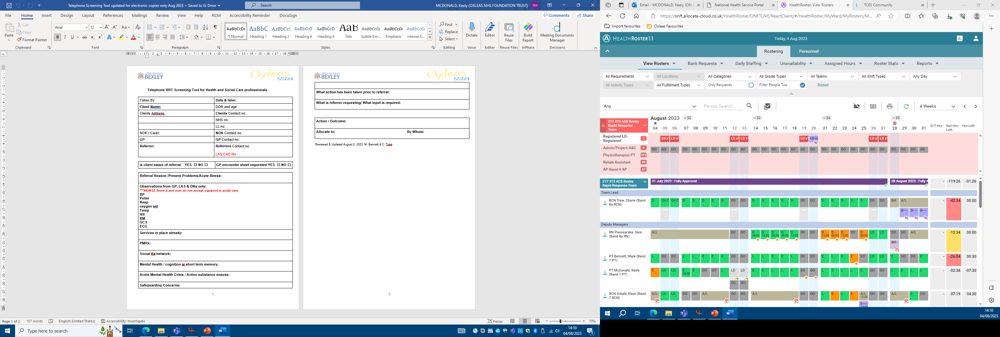 Telephone Screening Tool updated for electronic copies only Aug 2023 • Saved to G: Drive
Search
MCDONALD, Keely (OXLEAS NHS FOUNDATION TRUST)
KM
File Home Insert Design Layout References Mailings Review View Help RCM Accessibility Reminder DocuSign
Comments Share
Paste
Cut
Copy
Format Painter
Clipboard
Arial 12
Font
Paragraph
AaBbCcDc AaBbC AaBbCcI AaBbCcD AaBbCcD AaB AaBbCcDc AaBbCcDc AaBbCcDc
¶ Normal Heading 1 Heading 2 Heading 4 Heading 6 Title Subtle Em... Emphasis Intense E...
Styles
Find
Replace
Select
Editing
Dictate
Voice
Editor
Editor
Reuse Files
Reuse Files
Build Report
InPhase
Meeting Documents Manager
Decisions
LONDON BOROUGH OF
BEXLEY
Oxleas
NHS
Telephone RRT Screening Tool for Health and Social Care professionals
Taken By: Date & time:
Client Name: DOB and age:
Clients Address: Clients Contact no:
NHS no:
LL no:
NOK / Carer: NOK Contact no:
GP: GP Contact no:
Referrer: Referrers Contact no:
LAS CAD No -
Is client aware of referral YES ☐ NO ☐ GP encounter sheet requested YES ☐ NO ☐
Referral Reason /Present Problems/Acute Illness:
Observations from GP, LAS & DNs only:
***NEWS2 Score 4 and over do not accept signpost to acute care
BP
Pulse
Resp
oxygen sat
Temp
HR
BM
GCS
ECG
Services in place already:
PMHx:
Social Hx/network:
Mental Health / cognition ie short term memory.
Acute Mental Health Crisis / Active substance misuse:
Safeguarding Concerns:
1
LONDON BOROUGH OF
BEXLEY
Oxleas
NHS
What action has been taken prior to referral:
What is referrer requesting/ What input is required:
Action / Outcome:
Allocate to: By Whom:
Reviewed & Updated August 2, 2023. M. Bennett & C. Trew
2
Page 1 of 2 157 words English (United States) Accessibility: Investigate
Focus 70%
Type here to search
14:10
04/08/2023
Email - MCDONALD, Keely (OXLE
National Health Service Portal
HealthRoster: View Rosters
TCES Community
https://onft.allocate-cloud.co.uk/HealthRoster/ONFTLIVE/ReactClient/#/HealthRoster/MyWard/MyRosters/M...
Import favourites Oxleas Favourites
HEALTHROSTER11
Today, 4 Aug 2023
Rostering Personnel
View Rosters Bank Requests Daily Staffing Unavailability Assigned Hours Roster Stats Reports
All Requirements All Locations All Categories All Grade Types All Teams All Shift Types Any Day
All Activity Types All Fulfillment Types Only Requests Filter People Too Reset
Any Person Search... 4 Weeks
August 2023 W 32 W 33 W 34 W 35
277 313 ACS Bexley Rapid Response Team
04 05 06 07 08 09 10 11 12 13 14 15 16 17 18 19 20 21 22 23 24 25 26 27 28 29 30 31 O/T Hrs Net Hrs Left Hrs Left
Registered LD-Registered 7 LD x1 LD x1 LD x1 LD x1 LD x1 LD x2 LD x1 LD x1
Admin/Project-A&C 6 DO DO DO DO DO DO DO DO DO DO DO DO DO DO DO DO DO DO DO DO DO DO DO DO DO DO DO DO
Physiotherapist-PT 101
Rehab Assistant 30
AP-Band 4 AP 37
277 313 ACS Bexley Rapid Response Team
31 July 2023 : Fully Approved 28 August 2023 : Fully A - -119:26 -01:26
Team Lead
RCN Trew, Cherie (Band 8a RCN) D On C On C D D D D D DO DO D D D D D DO DO D D D D D DO DO BH A/L - -42:34 00:00
D D D
Deputy Managers
RN Piwowarska, Sara (Band 8a RN) A/L DO DO D 08:00 D 12:00 D 08:00 D 08:00 D 12:00 DO DO D 12:00 D 08:00 D 12:00 DO D 08:00 LD LD DO DO A/L - -12:34 00:00
BH
PT Bennett, Mark (Band 7 PT) L DO DO L L E E E DO DO L L E E L DO DO E L E E DO LD LD E DO DO E - -26:04 00:30
PT McDonald, Keely (Band 7 PT) E LD LD E 08:00 E DO DO L LD LD E E L L E DO DO L E L L E DO DO L E L L - -02:38 -07:30
DO DO
RCN Odiahi, Ebun (Band 7 RCN) A/L LD LD DO DO A/L DO DO A/L DO DO L E L E A/L 12:30 DO DO A/L E DO - 07:19 04:30
14:10
04/08/2023